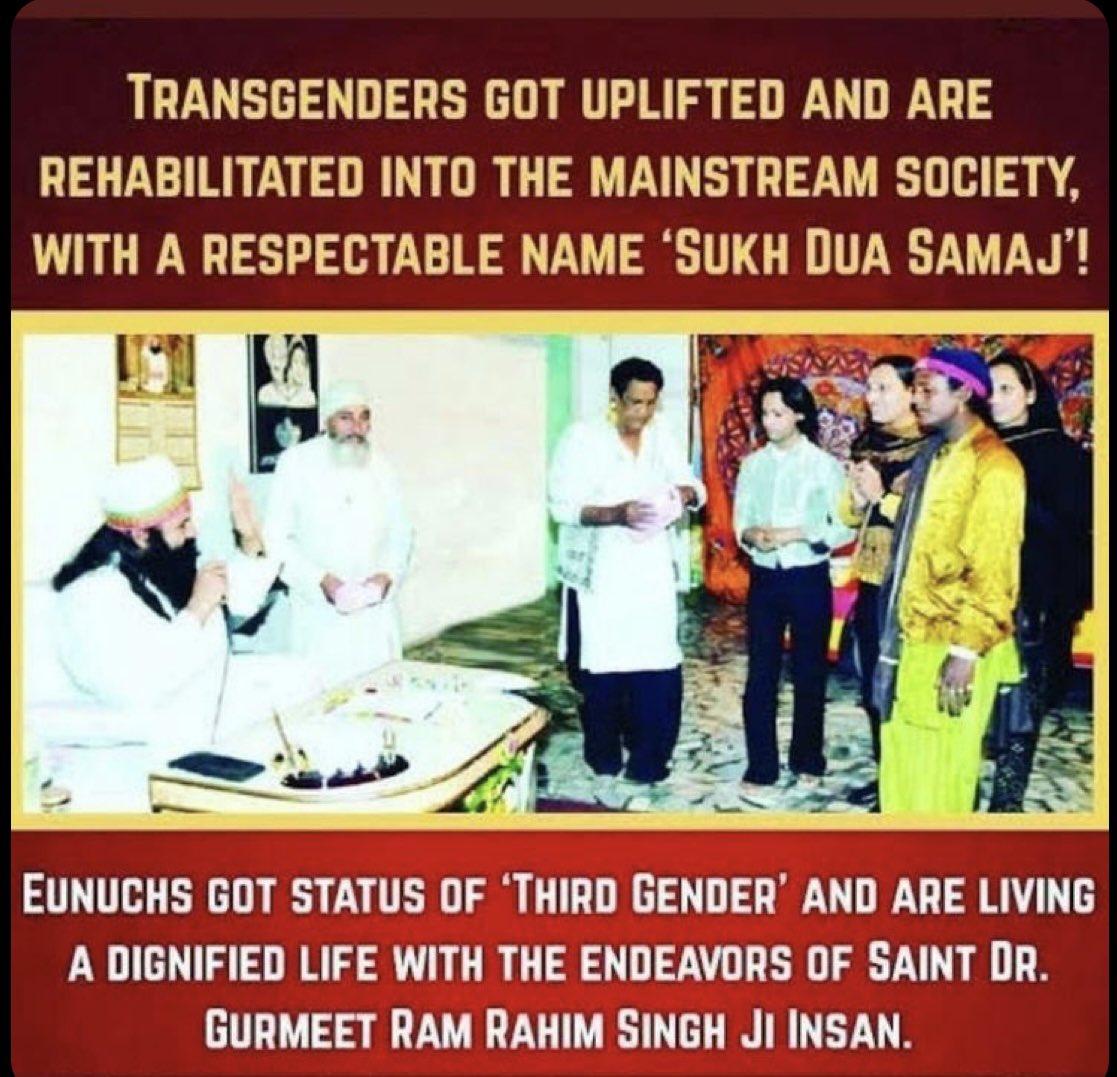 Transgenders got uplifted and are
rehabilitated into the mainstream society,
with a respectable name ‘Sukh Dua Samaj’!
Eunuchs got status of ‘Third Gender’ and are living
a dignified life with the endeavors of Saint Dr.
Gurmeet Ram Rahim Singh Ji Insan.